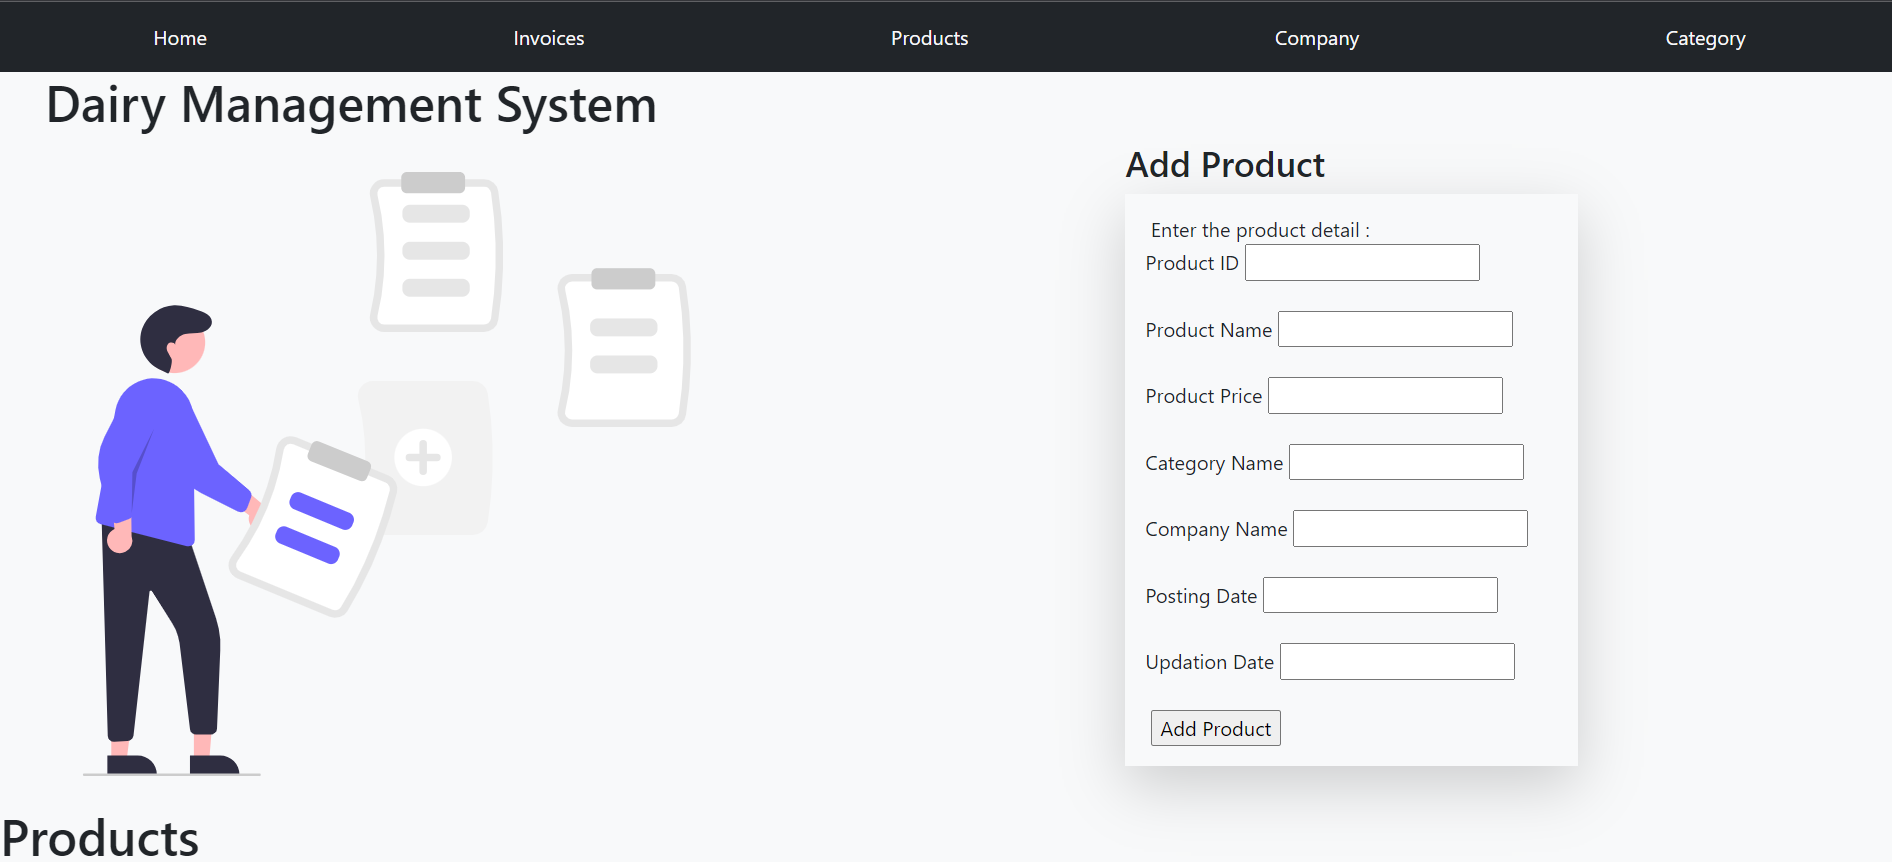 Home Invoices Products Company Category
Dairy Management System
Add Product
Enter the product detail :
Product ID
Product Name
Product Price
Category Name
Company Name
Posting Date
Updation Date
Add Product
Products